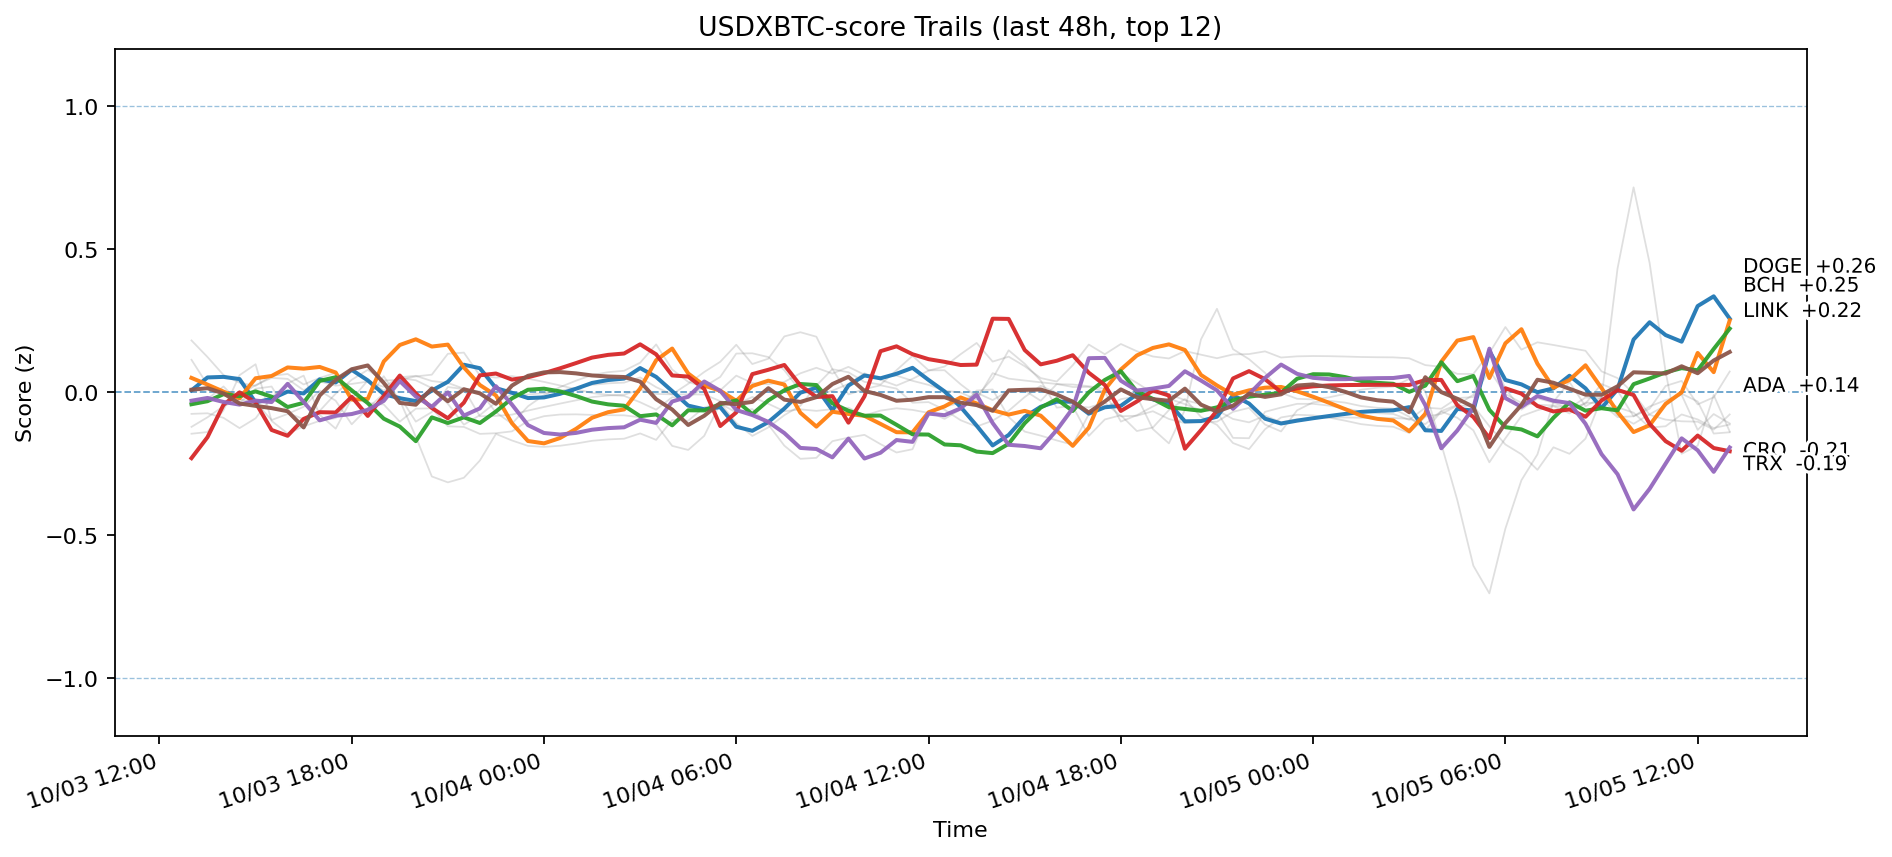 USDXBTC-score Trails (last 48h, top 12)
Score (z)
1.0
0.5
0.0
−0.5
−1.0
DOGE +0.26
BCH +0.25
LINK +0.22
ADA +0.14
CRO -0.21
TRX -0.19
10/03 12:00
10/03 18:00
10/04 00:00
10/04 06:00
10/04 12:00
10/04 18:00
10/05 00:00
10/05 06:00
10/05 12:00
Time